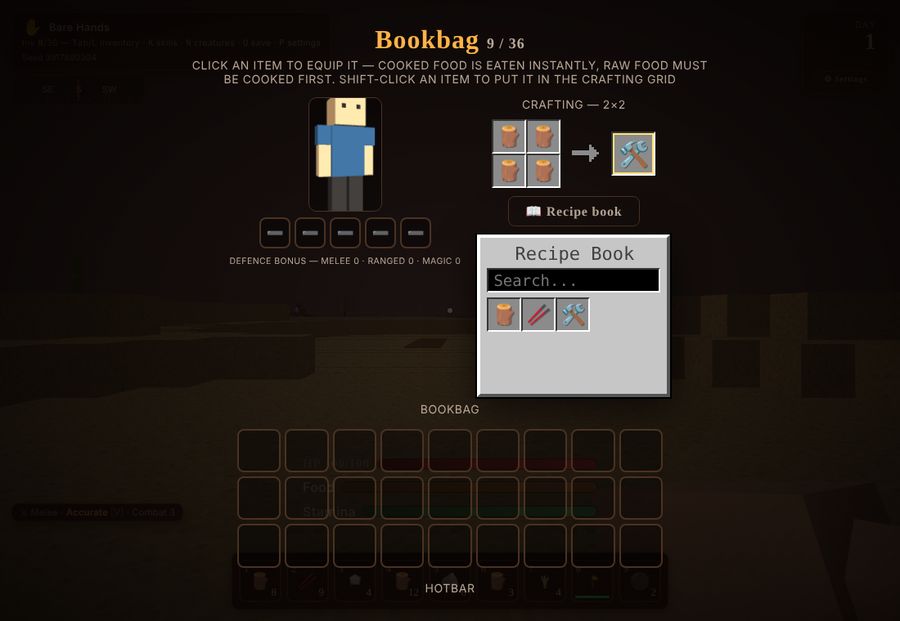 Bare Hands
DAY
1
Settings
SE S SW
Bookbag 9 / 36
CLICK AN ITEM TO EQUIP IT — COOKED FOOD IS EATEN INSTANTLY, RAW FOOD MUST
BE COOKED FIRST. SHIFT-CLICK AN ITEM TO PUT IT IN THE CRAFTING GRID
CRAFTING — 2×2
📖 Recipe book
DEFENCE BONUS — MELEE 0 · RANGED 0 · MAGIC 0
Recipe Book
Search...
BOOKBAG
Food
Stamina
Melee · Accurate [V] · Combat 3
8 9 4 12 3 4 2
HOTBAR